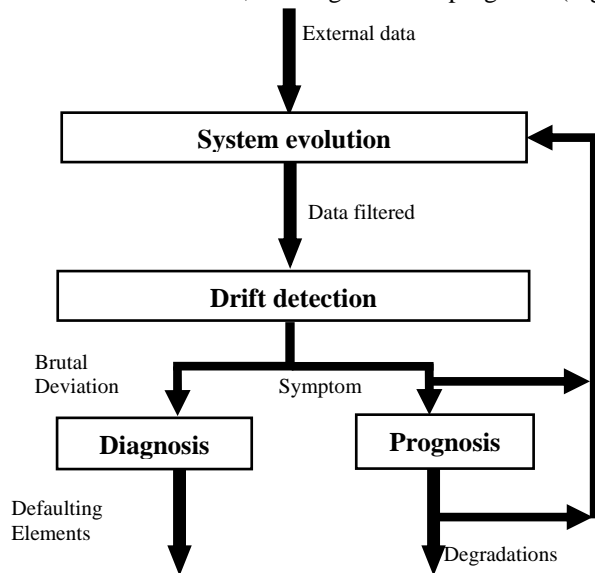 External data
System evolution
Data filtered
Drift detection
Brutal
Deviation
Symptom
Diagnosis
Prognosis
Defaulting
Elements
Degradations